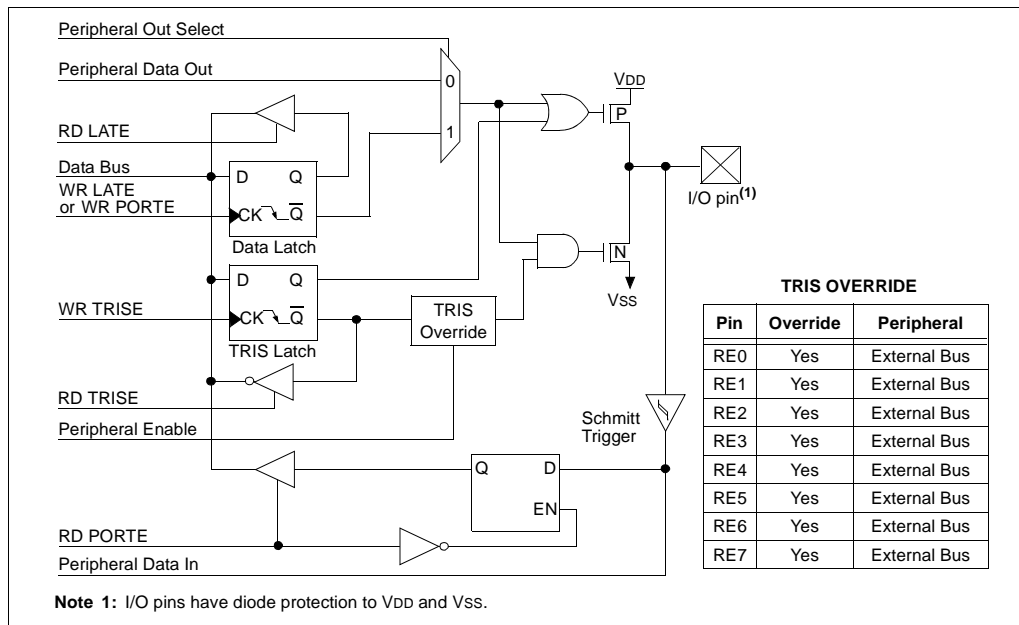 Peripheral Out Select
Peripheral Data Out
0
1
VDD
P
RD LATE
Data Bus
D Q
WR LATE
or WR PORTE
CK Q̅
Data Latch
I/O pin(1)
N
VSS
D Q
WR TRISE
CK Q̅
TRIS Latch
TRIS
Override
RD TRISE
Peripheral Enable
Schmitt
Trigger
Q D
EN
RD PORTE
Peripheral Data In
TRIS OVERRIDE
Pin Override Peripheral
RE0 Yes External Bus
RE1 Yes External Bus
RE2 Yes External Bus
RE3 Yes External Bus
RE4 Yes External Bus
RE5 Yes External Bus
RE6 Yes External Bus
RE7 Yes External Bus
Note 1: I/O pins have diode protection to VDD and VSS.